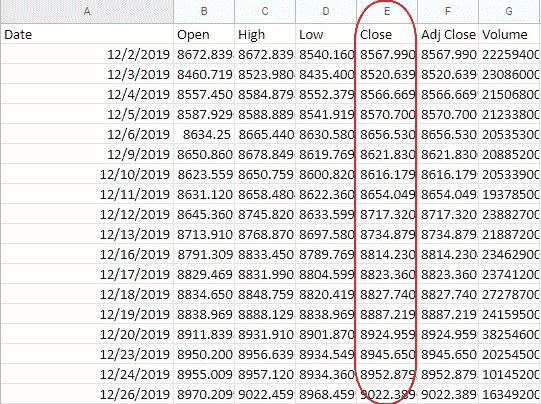 A B C D E F G
Date Open High Low Close Adj Close Volume
12/2/2019 8672.839 8672.839 8540.160 8567.990 8567.990 22259400
12/3/2019 8460.719 8523.980 8435.400 8520.639 8520.639 23086000
12/4/2019 8557.450 8584.879 8552.379 8566.669 8566.669 21506800
12/5/2019 8587.929 8588.889 8541.919 8570.700 8570.700 21233800
12/6/2019 8634.25 8665.440 8630.580 8656.530 8656.530 20535300
12/9/2019 8650.860 8678.849 8619.769 8621.830 8621.830 20885200
12/10/2019 8623.559 8650.759 8600.820 8616.179 8616.179 20533900
12/11/2019 8631.120 8658.480 8622.360 8654.049 8654.049 19378500
12/12/2019 8645.360 8745.820 8633.599 8717.320 8717.320 23882700
12/13/2019 8713.910 8768.870 8697.580 8734.879 8734.879 21887200
12/16/2019 8791.309 8833.450 8789.769 8814.230 8814.230 23462900
12/17/2019 8829.469 8831.990 8804.599 8823.360 8823.360 23741200
12/18/2019 8834.650 8848.759 8820.419 8827.740 8827.740 27278700
12/19/2019 8838.969 8888.129 8838.969 8887.219 8887.219 24159500
12/20/2019 8911.839 8931.910 8901.870 8924.959 8924.959 38254600
12/23/2019 8950.200 8956.639 8934.549 8945.650 8945.650 20254500
12/24/2019 8955.009 8957.120 8934.360 8952.879 8952.879 10145200
12/26/2019 8970.209 9022.459 8968.459 9022.389 9022.389 16349200